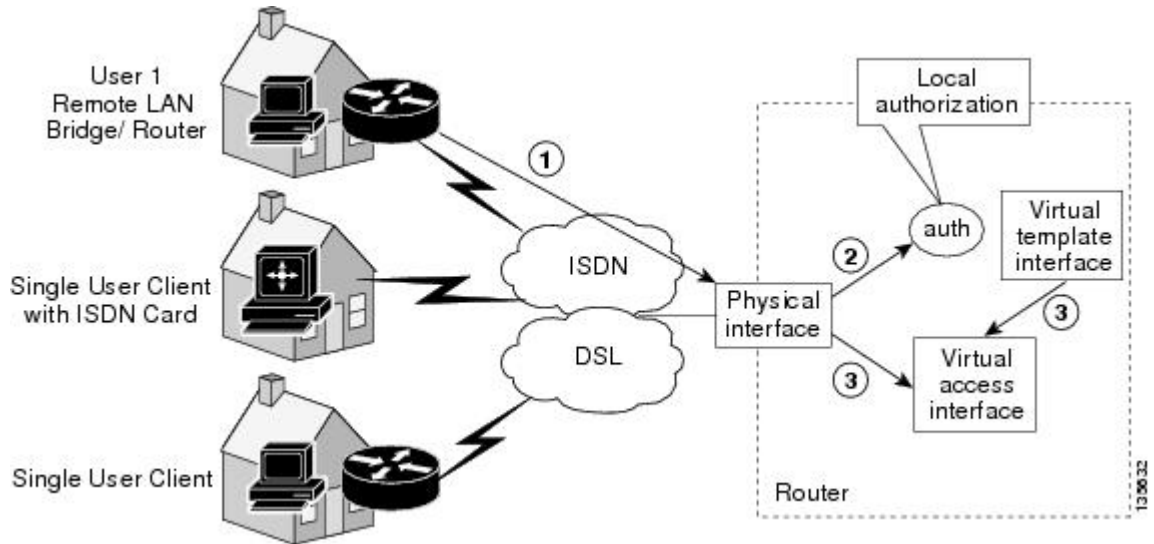 User 1
Remote LAN
Bridge/ Router
Single User Client
with ISDN Card
Single User Client
1
ISDN
DSL
Physical
interface
2
3
Local
authorization
auth
Virtual
template
interface
3
Virtual
access
interface
Router
135632